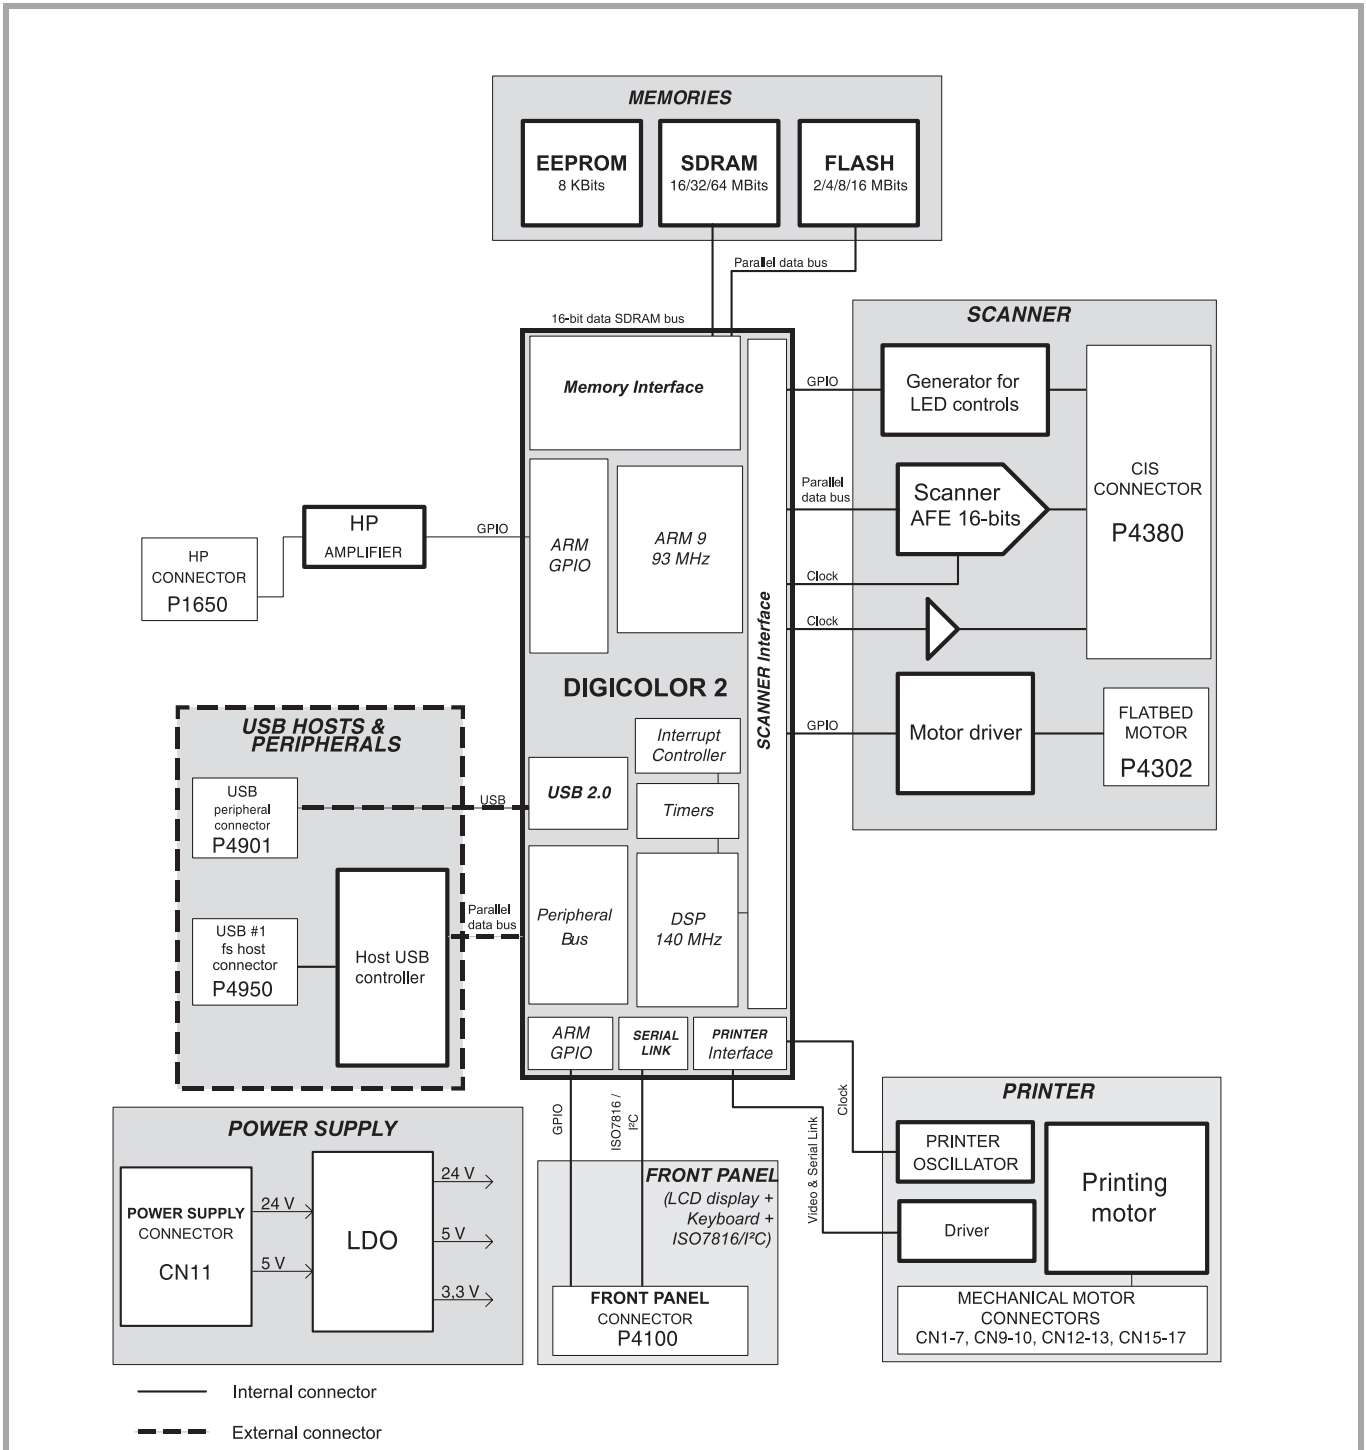 MEMORIES
EEPROM
8 KBits
SDRAM
16/32/64 MBits
FLASH
2/4/8/16 MBits
Parallel data bus
16-bit data SDRAM bus
SCANNER
Memory Interface
GPIO
Generator for
LED controls
CIS
CONNECTOR
P4380
Parallel
data bus
Scanner
AFE 16-bits
Clock
Clock
SCANNER Interface
HP
AMPLIFIER
GPIO
HP
CONNECTOR
P1650
ARM
GPIO
ARM 9
93 MHz
DIGICOLOR 2
GPIO
Motor driver
FLATBED
MOTOR
P4302
USB HOSTS &
PERIPHERALS
USB
peripheral
connector
P4901
USB
USB 2.0
Interrupt
Controller
Timers
USB #1
fs host
connector
P4950
Host USB
controller
Parallel
data bus
Peripheral
Bus
DSP
140 MHz
ARM
GPIO
SERIAL
LINK
PRINTER
Interface
GPIO
ISO7816 /
I²C
Video & Serial Link
Clock
POWER SUPPLY
POWER SUPPLY
CONNECTOR
CN11
24 V
5 V
LDO
24 V
5 V
3,3 V
FRONT PANEL
(LCD display +
Keyboard +
ISO7816/I²C)
FRONT PANEL
CONNECTOR
P4100
PRINTER
PRINTER
OSCILLATOR
Driver
Printing
motor
MECHANICAL MOTOR
CONNECTORS
CN1-7, CN9-10, CN12-13, CN15-17
Internal connector
External connector